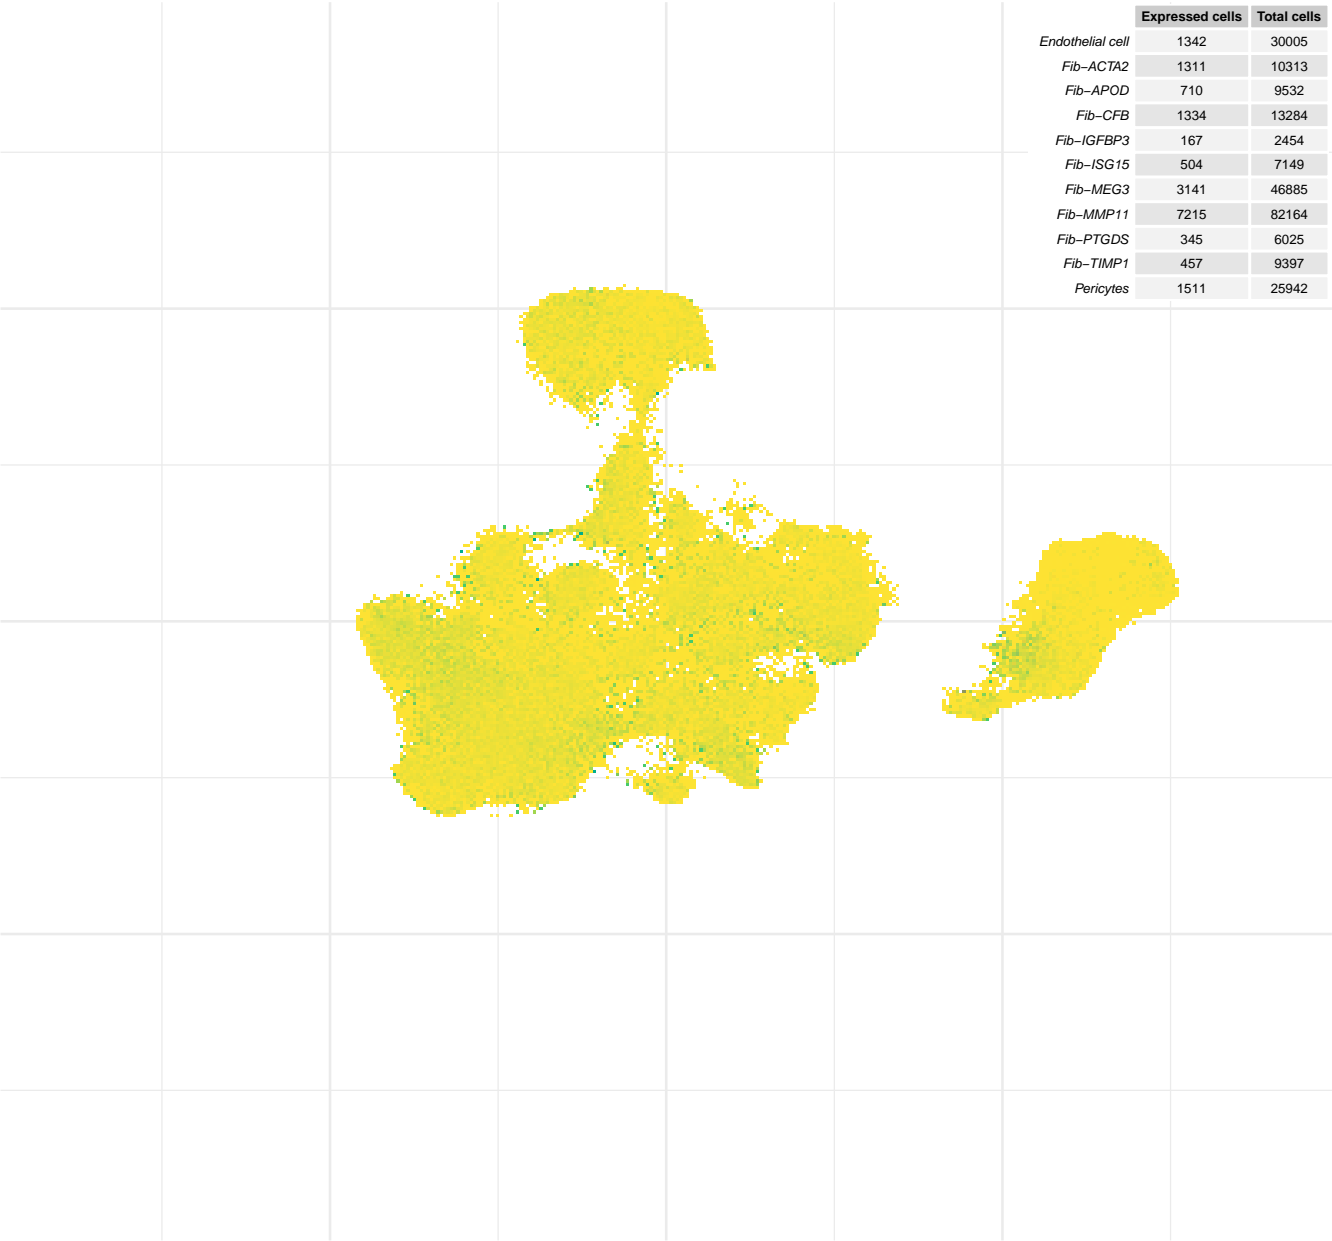 Expressed cells Total cells
Endothelial cell 1342 30005
Fib−ACTA2 1311 10313
Fib−APOD 710 9532
Fib−CFB 1334 13284
Fib−IGFBP3 167 2454
Fib−ISG15 504 7149
Fib−MEG3 3141 46885
Fib−MMP11 7215 82164
Fib−PTGDS 345 6025
Fib−TIMP1 457 9397
Pericytes 1511 25942